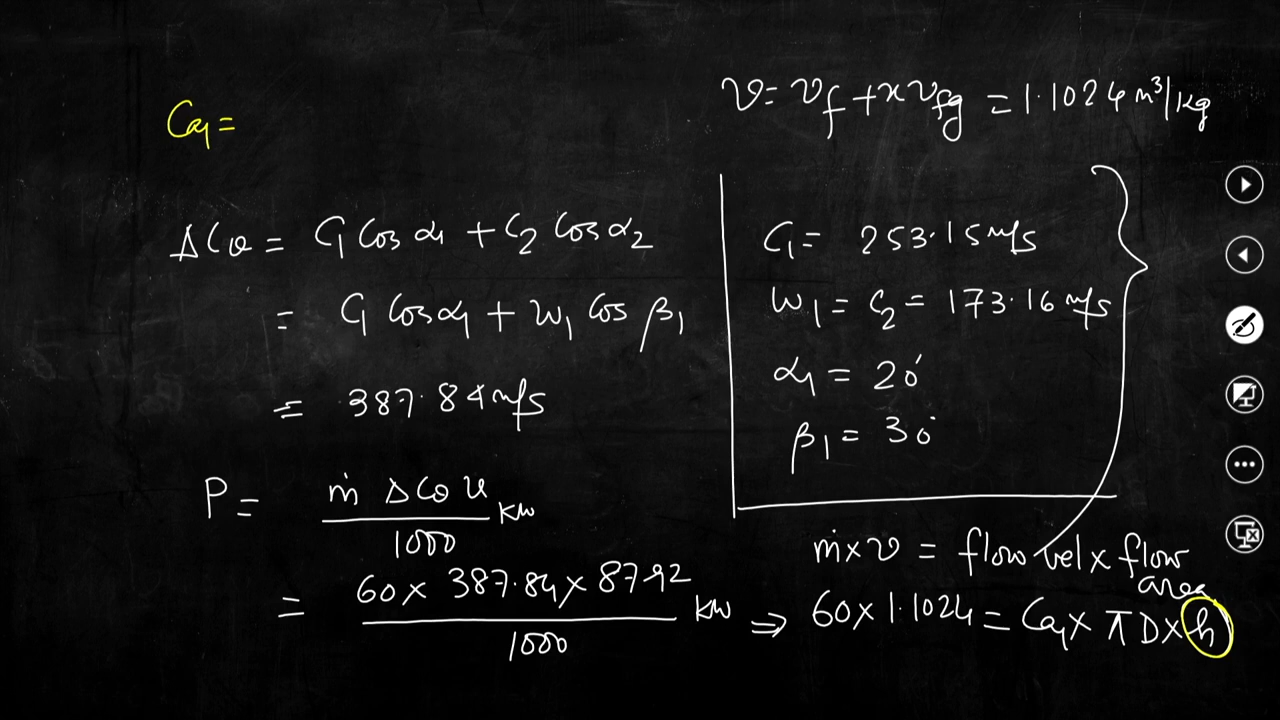 v = v_f + x v_fg = 1.1024 m³/kg
Ca₁ =
ΔCθ = C₁ Cos α₁ + C₂ Cos α₂
= C₁ Cos α₁ + w₁ Cos β₁
= 387.84 m/s
P = ṁ ΔCθ u / 1000 kw
= 60 × 387.84 × 87.92 / 1000 kw
C₁ = 253.15 m/s
w₁ = C₂ = 173.16 m/s
α₁ = 20°
β₁ = 30°
ṁ × v = flow vel × flow area
⇒ 60 × 1.1024 = Ca₁ × π D × h